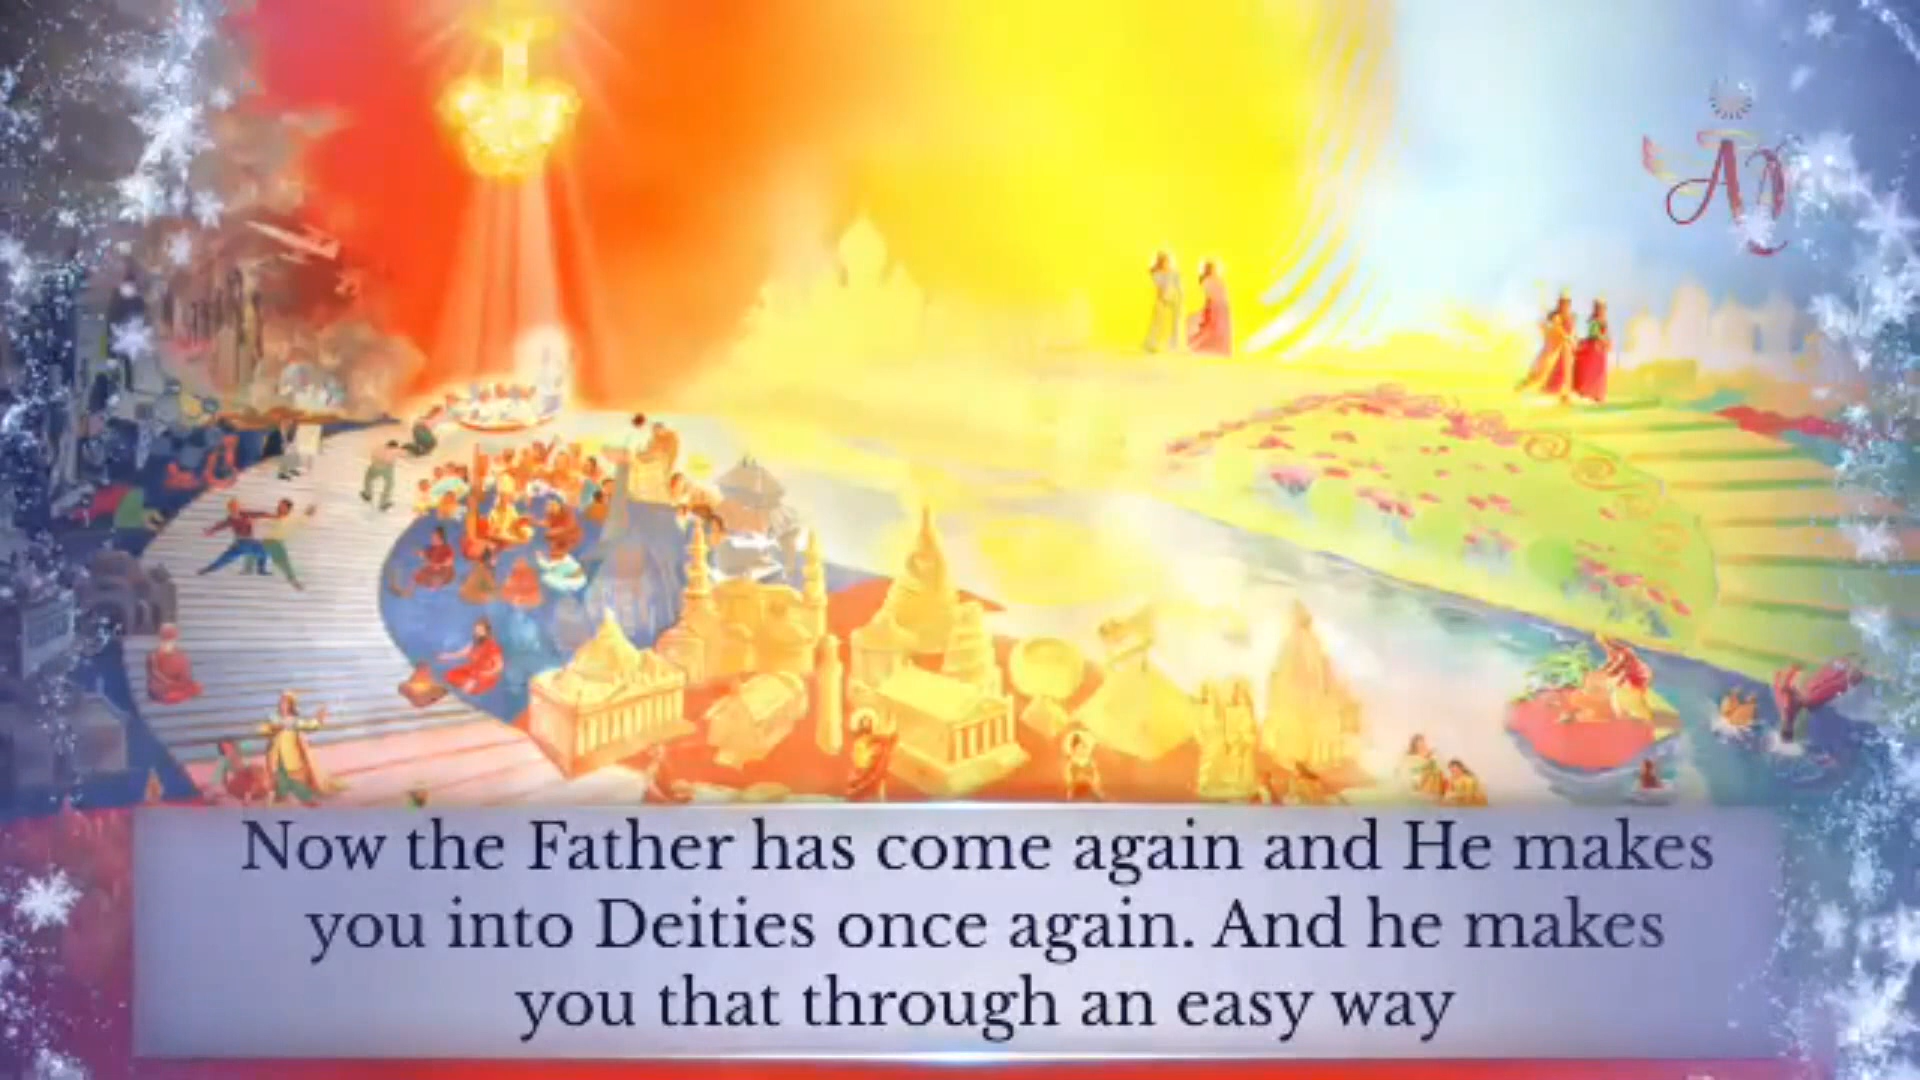 Now the Father has come again and He makes
you into Deities once again. And he makes
you that through an easy way